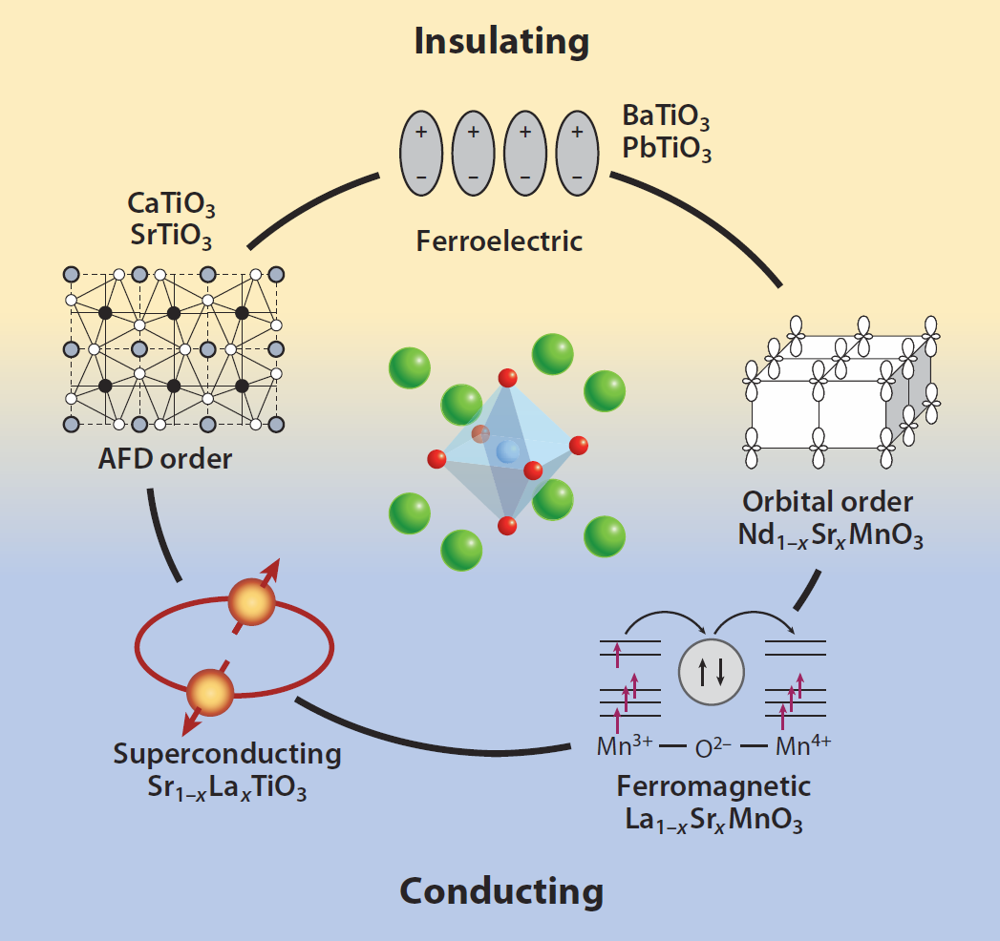 Insulating
BaTiO₃
PbTiO₃
+ + + +
− − − −
Ferroelectric
CaTiO₃
SrTiO₃
AFD order
Orbital order
Nd₁₋ₓSrₓMnO₃
Superconducting
Sr₁₋ₓLaₓTiO₃
Mn³⁺ — O²⁻ — Mn⁴⁺
Ferromagnetic
La₁₋ₓSrₓMnO₃
Conducting